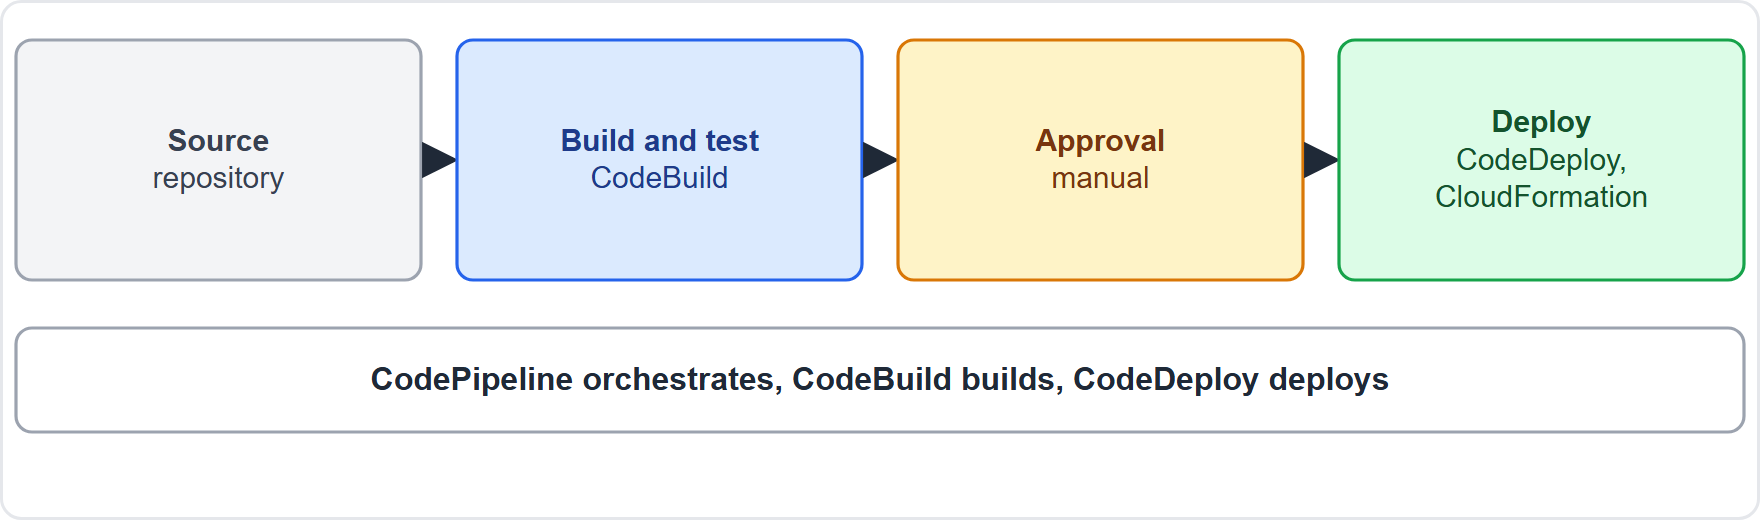 Source
repository
Build and test
CodeBuild
Approval
manual
Deploy
CodeDeploy,
CloudFormation
CodePipeline orchestrates, CodeBuild builds, CodeDeploy deploys